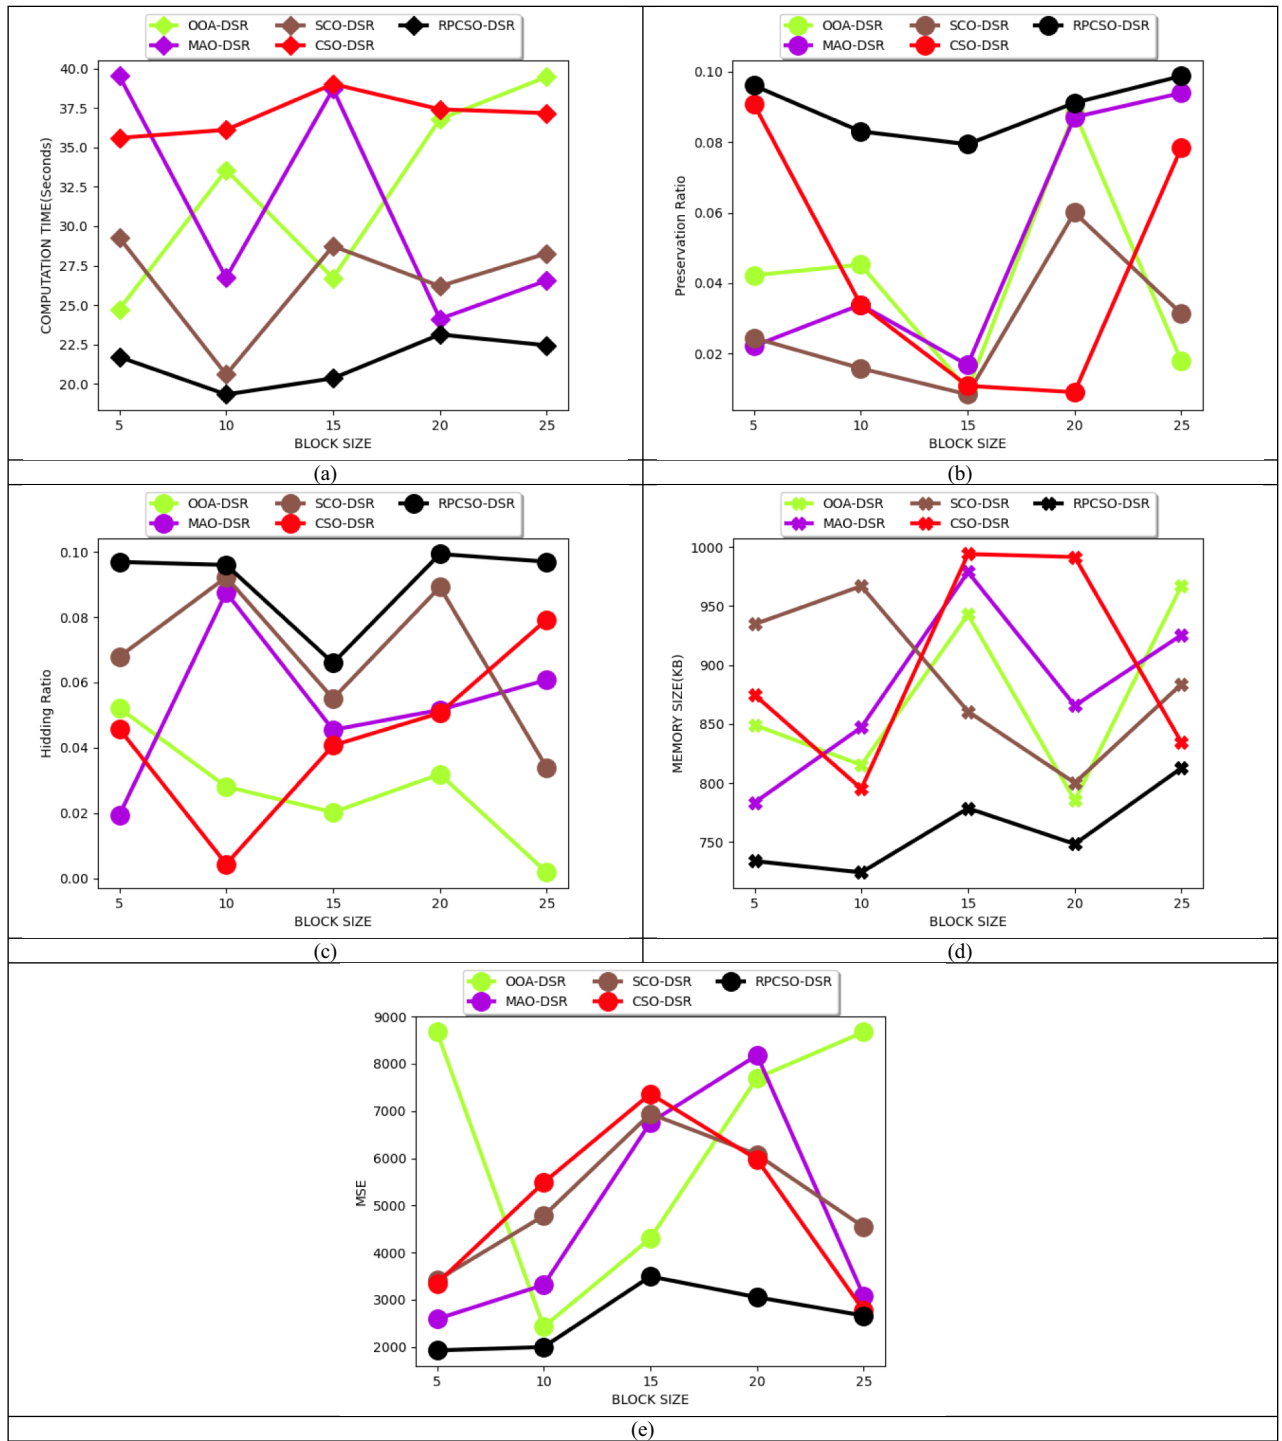 OOA-DSR SCO-DSR RPCSO-DSR
MAO-DSR CSO-DSR
40.0
37.5
35.0
32.5
30.0
27.5
25.0
22.5
20.0
COMPUTATION TIME(Seconds)
5 10 15 20 25
BLOCK SIZE
(a)
OOA-DSR SCO-DSR RPCSO-DSR
MAO-DSR CSO-DSR
0.10
0.08
0.06
0.04
0.02
Preservation Ratio
5 10 15 20 25
BLOCK SIZE
(b)
OOA-DSR SCO-DSR RPCSO-DSR
MAO-DSR CSO-DSR
0.10
0.08
0.06
0.04
0.02
0.00
Hidding Ratio
5 10 15 20 25
BLOCK SIZE
(c)
OOA-DSR SCO-DSR RPCSO-DSR
MAO-DSR CSO-DSR
1000
950
900
850
800
750
MEMORY SIZE(KB)
5 10 15 20 25
BLOCK SIZE
(d)
OOA-DSR SCO-DSR RPCSO-DSR
MAO-DSR CSO-DSR
9000
8000
7000
6000
5000
4000
3000
2000
MSE
5 10 15 20 25
BLOCK SIZE
(e)